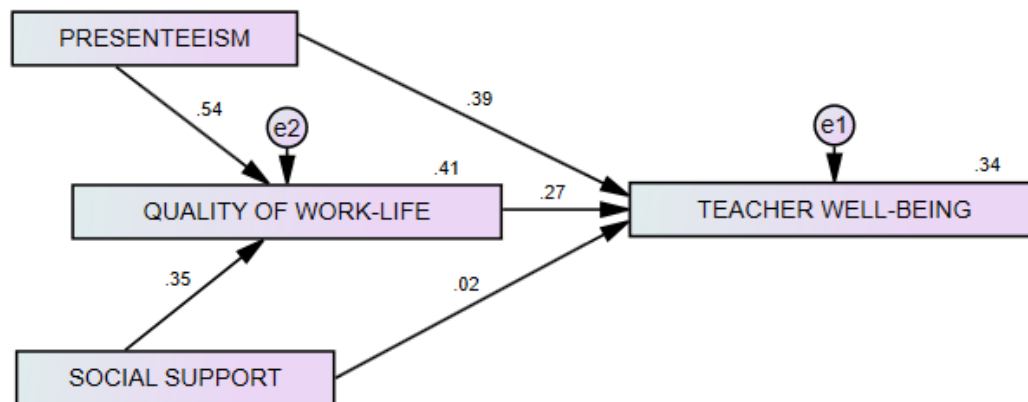 PRESENTEEISM
.54
.39
e2
e1
.41
.34
QUALITY OF WORK-LIFE
.27
TEACHER WELL-BEING
.35
.02
SOCIAL SUPPORT